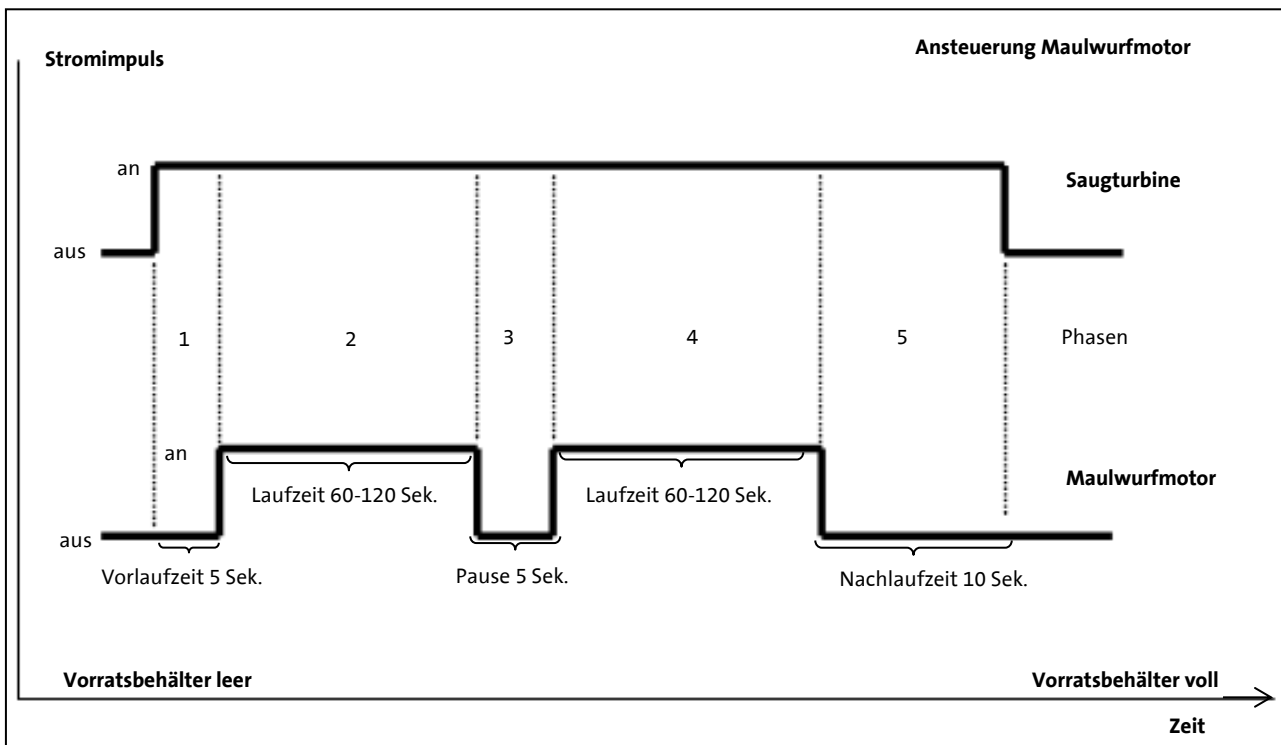 Ansteuerung Maulwurfmotor
Stromimpuls
an
Saugturbine
aus
1 2 3 4 5 Phasen
an
Laufzeit 60-120 Sek. Laufzeit 60-120 Sek. Maulwurfmotor
aus
Vorlaufzeit 5 Sek. Pause 5 Sek. Nachlaufzeit 10 Sek.
Vorratsbehälter leer Vorratsbehälter voll
Zeit